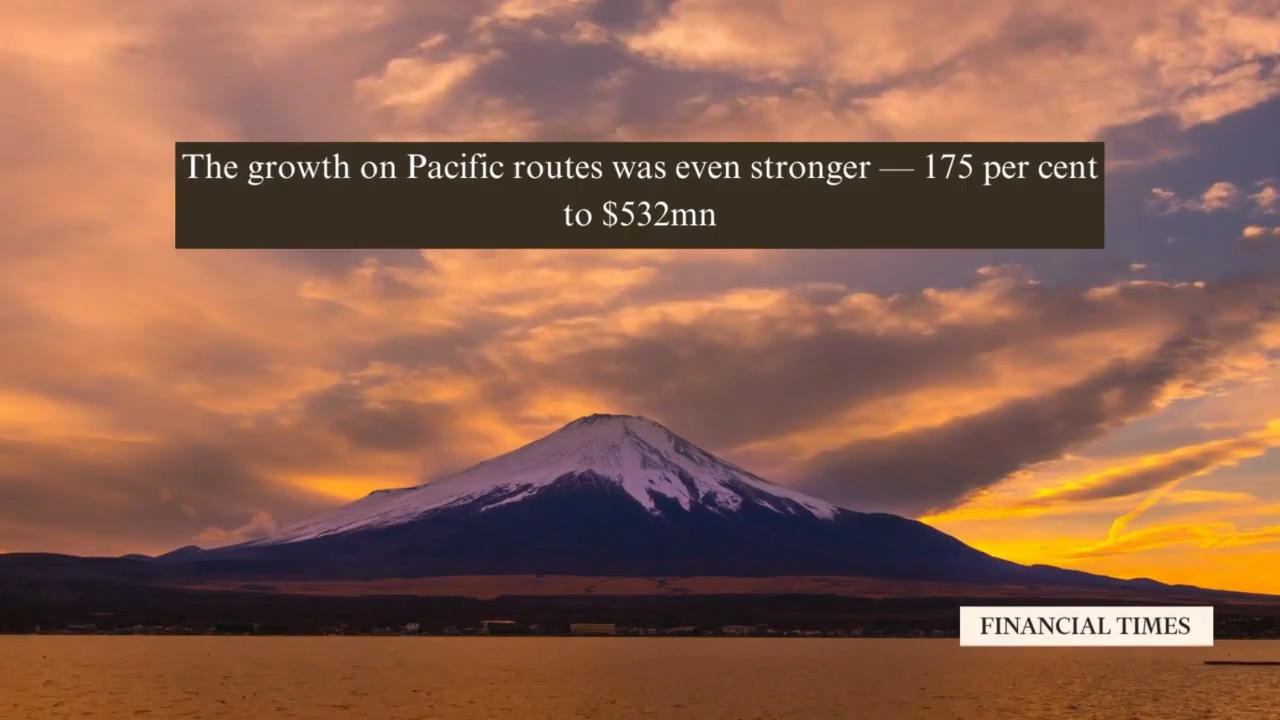 The growth on Pacific routes was even stronger — 175 per cent
to $532mn
FINANCIAL TIMES